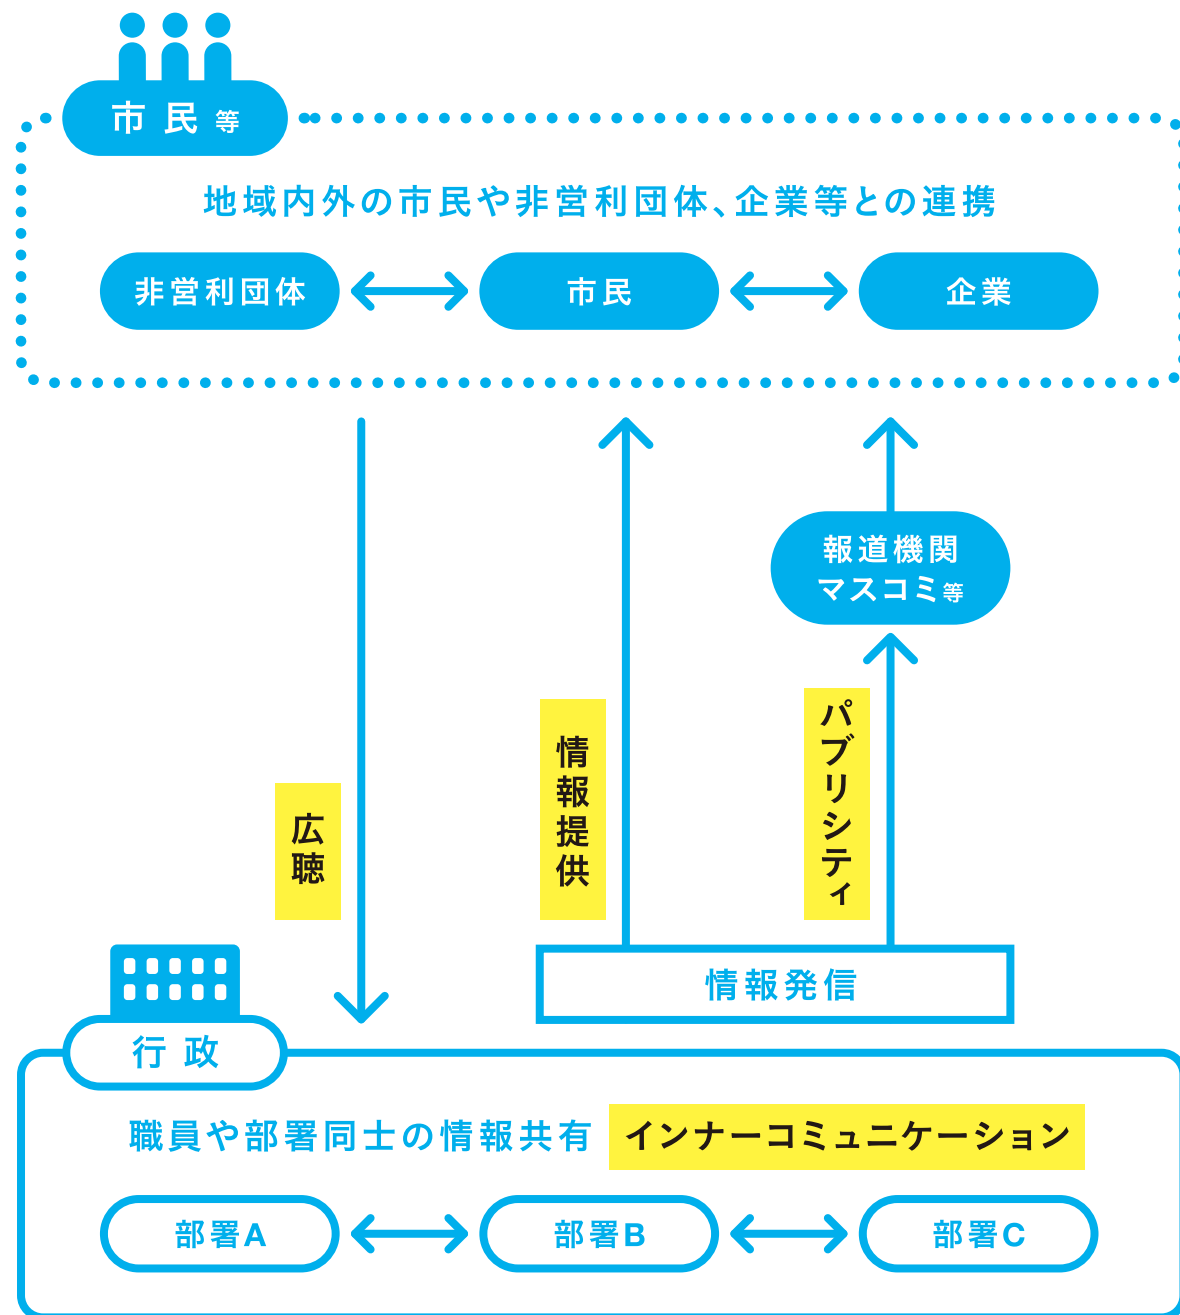 市民等
地域内外の市民や非営利団体、企業等との連携
非営利団体
市民
企業
報道機関
マスコミ等
広聴
情報提供
パブリシティ
情報発信
行政
職員や部署同士の情報共有
インナーコミュニケーション
部署A
部署B
部署C